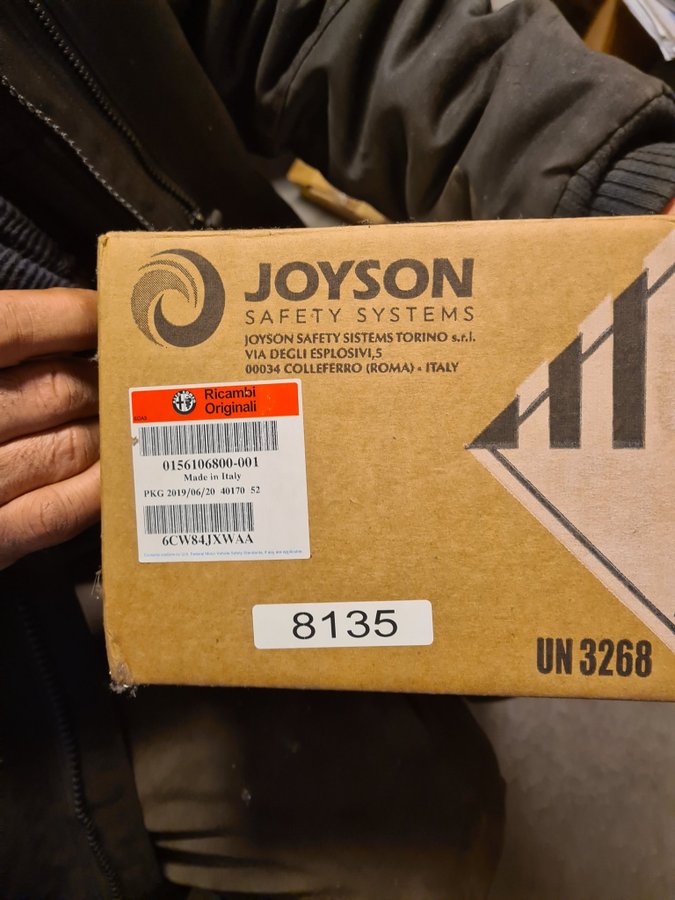 JOYSON
SAFETY SYSTEMS
JOYSON SAFETY SISTEMS TORINO s.r.l.
VIA DEGLI ESPLOSIVI,5
00034 COLLEFERRO (ROMA) - ITALY
Ricambi
Originali
0156106800-001
Made in Italy
PKG 2019/06/20 40170 52
6CW84JXWAA
8135
UN 3268